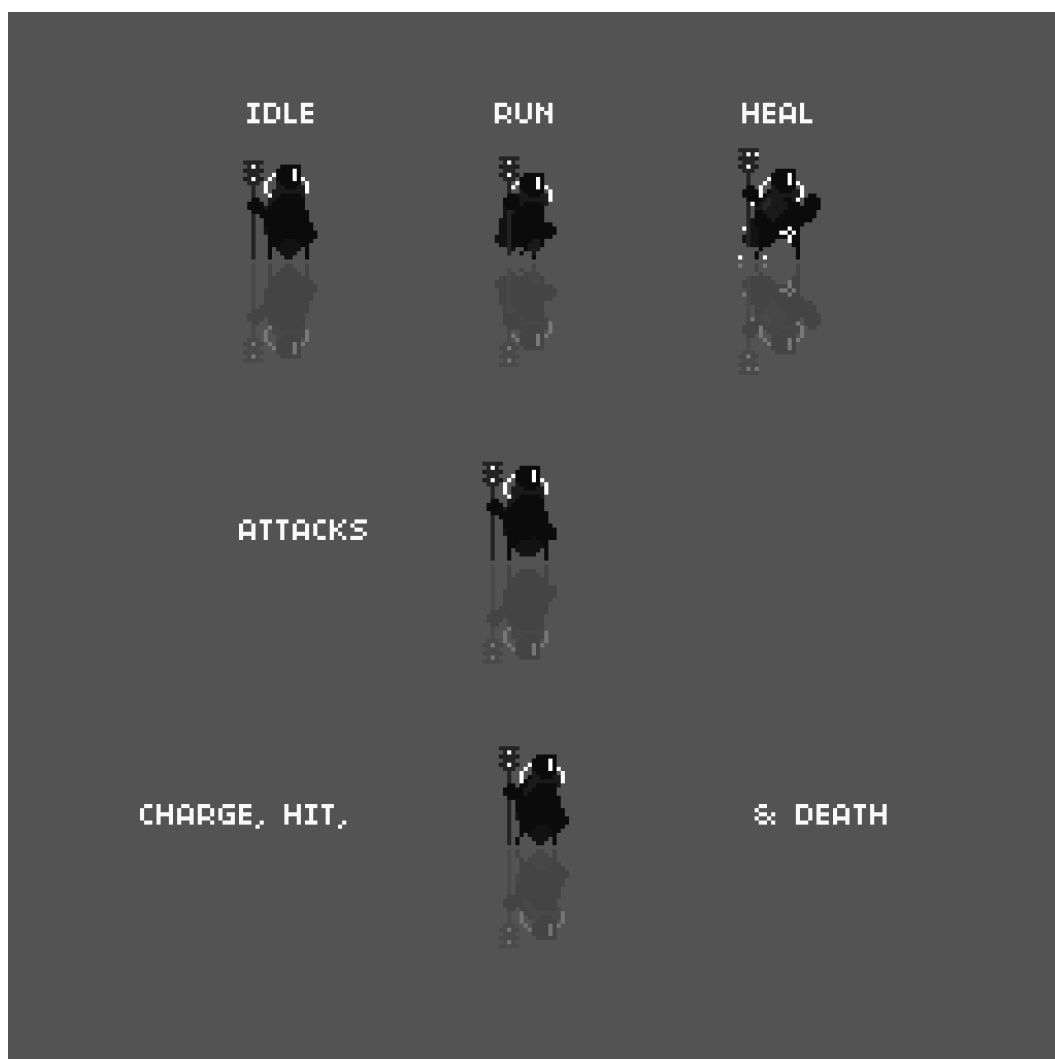 IDLE RUN HEAL
ATTACKS
CHARGE, HIT, & DEATH